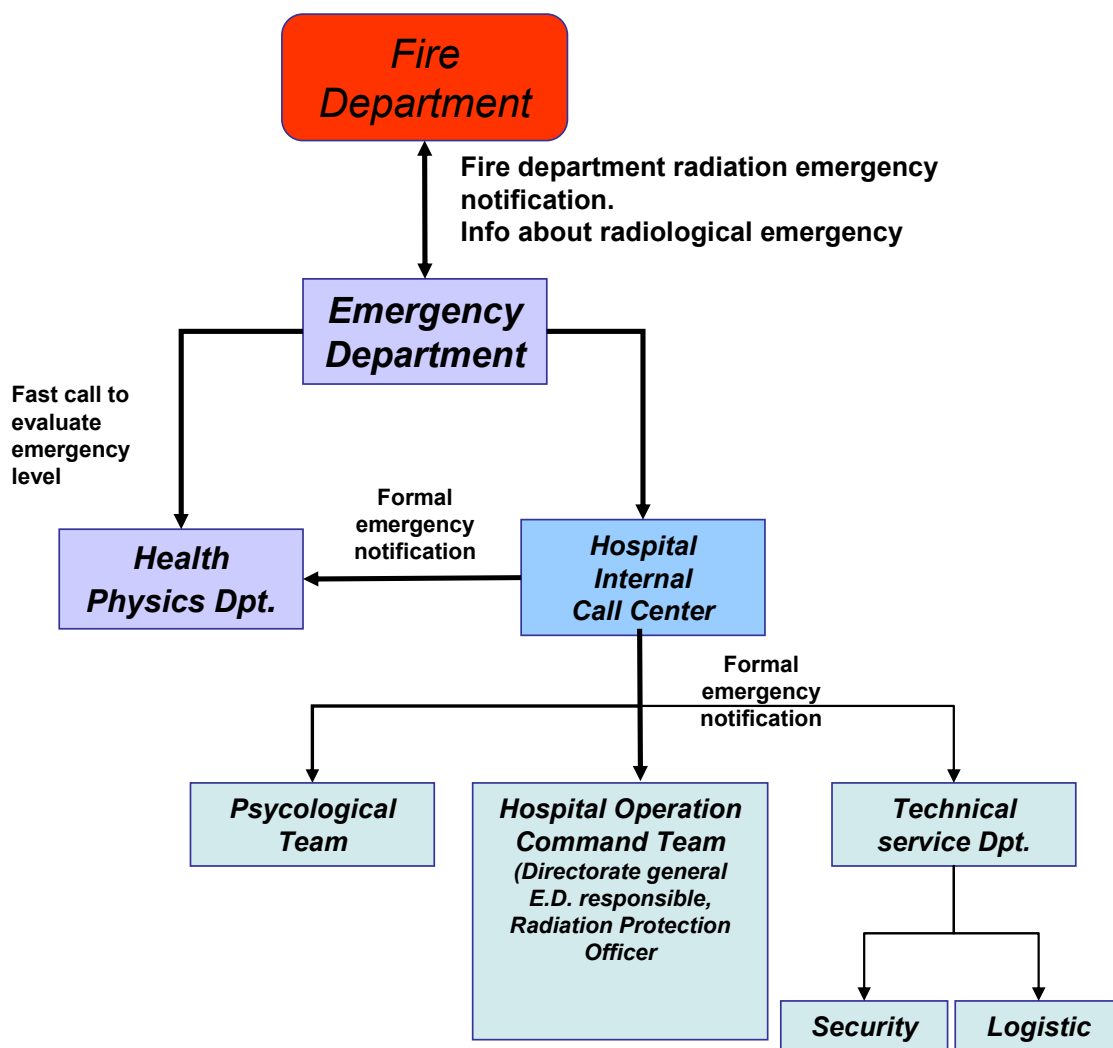 Fire
Department
Fire department radiation emergency
notification.
Info about radiological emergency
Emergency
Department
Fast call to
evaluate
emergency
level
Formal
emergency
notification
Health
Physics Dpt.
Hospital
Internal
Call Center
Formal
emergency
notification
Psycological
Team
Hospital Operation
Command Team
(Directorate general
E.D. responsible,
Radiation Protection
Officer
Technical
service Dpt.
Security
Logistic